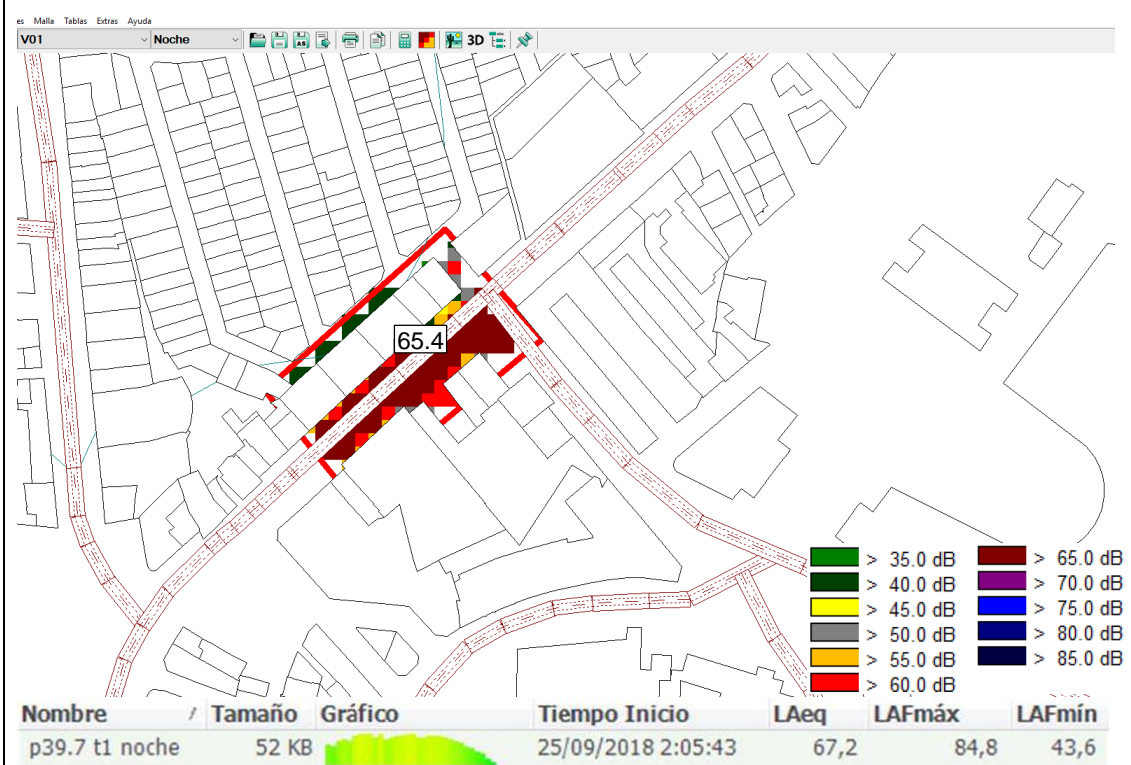 es Malla Tablas Extras Ayuda
V01 Noche AS 3D
65.4
> 35.0 dB > 65.0 dB
> 40.0 dB > 70.0 dB
> 45.0 dB > 75.0 dB
> 50.0 dB > 80.0 dB
> 55.0 dB > 85.0 dB
> 60.0 dB
Nombre / Tamaño Gráfico Tiempo Inicio LAeq LAFmáx LAFmín
p39.7 t1 noche 52 KB 25/09/2018 2:05:43 67,2 84,8 43,6